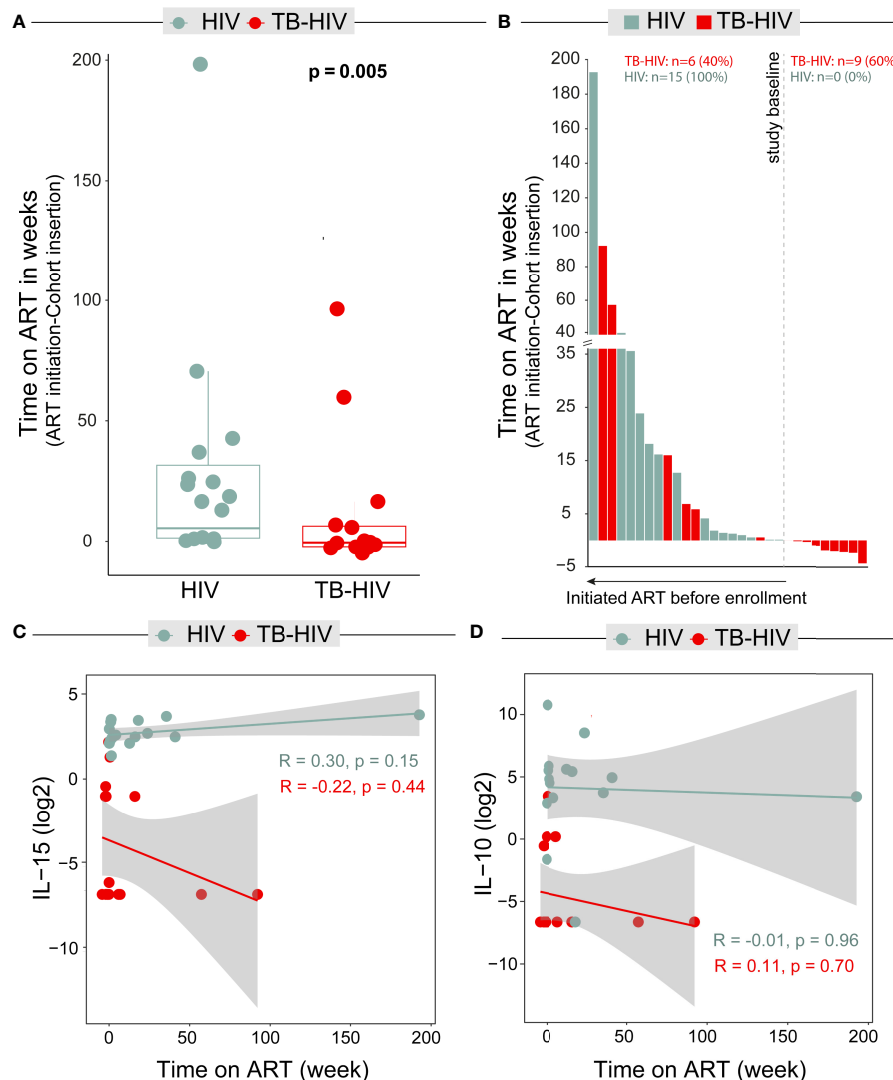 A
HIV TB-HIV
200
150
100
50
0
p = 0.005
Time on ART in weeks
(ART initiation-Cohort insertion)
HIV TB-HIV
B
HIV TB-HIV
200
180
160
140
120
100
80
60
40
35
25
15
5
−5
TB-HIV: n=6 (40%)
HIV: n=15 (100%)
study baseline
TB-HIV: n=9 (60%
HIV: n=0 (0%)
Time on ART in weeks
(ART initiation-Cohort insertion)
Initiated ART before enrollment
C
HIV TB-HIV
5
0
−5
−10
IL−15 (log2)
R = 0.30, p = 0.15
R = -0.22, p = 0.44
0 50 100 150 200
Time on ART (week)
D
HIV TB-HIV
10
5
0
−5
−10
IL−10 (log2)
R = -0.01, p = 0.96
R = 0.11, p = 0.70
0 50 100 150 200
Time on ART (week)